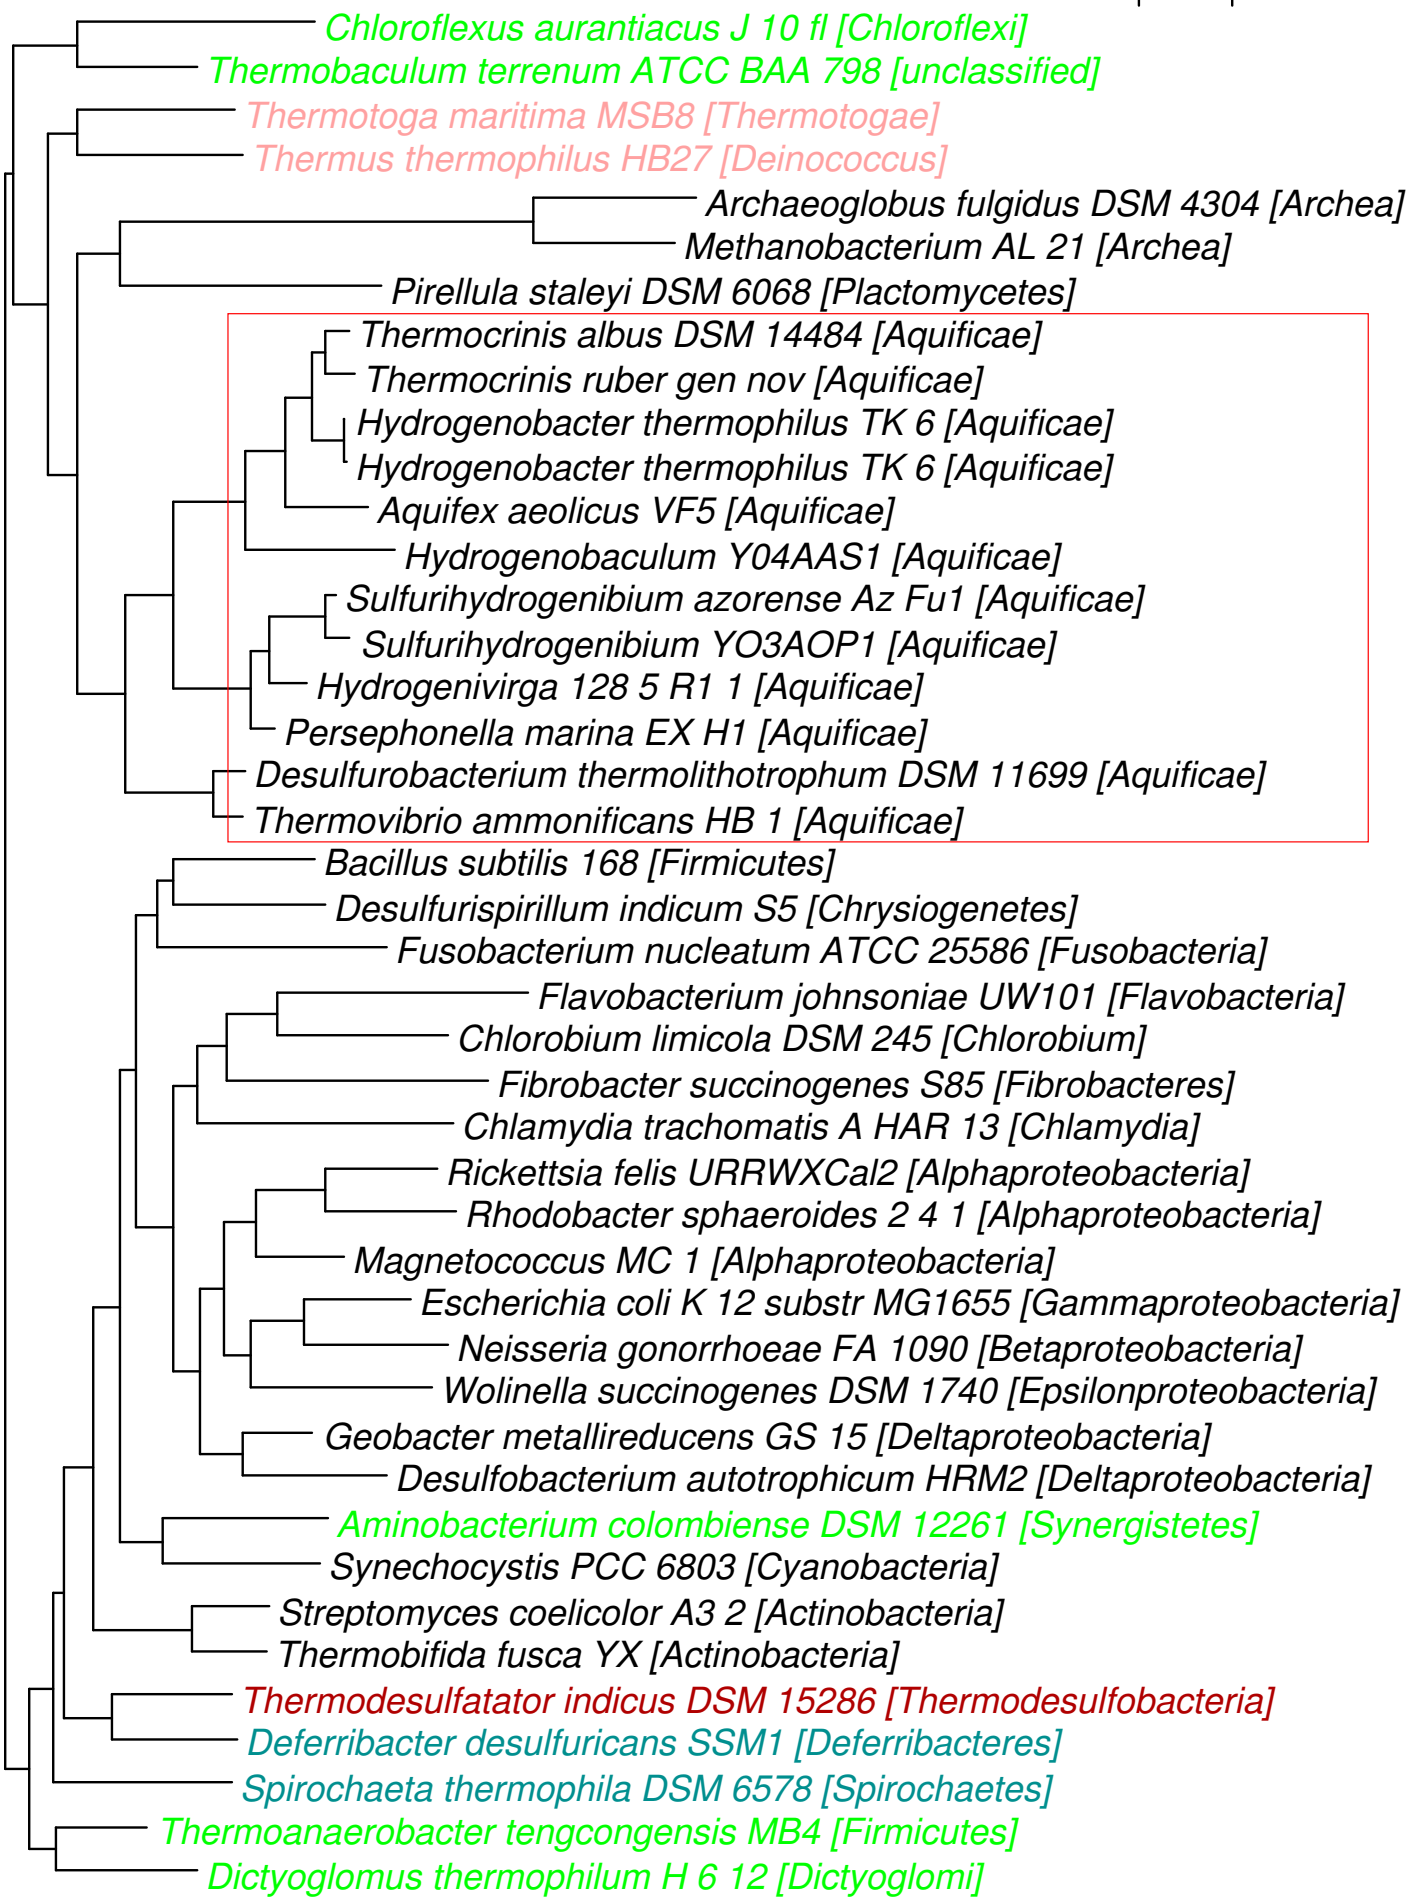 Chloroflexus aurantiacus J 10 fl [Chloroflexi]
Thermobaculum terrenum ATCC BAA 798 [unclassified]
Thermotoga maritima MSB8 [Thermotogae]
Thermus thermophilus HB27 [Deinococcus]
Archaeoglobus fulgidus DSM 4304 [Archea]
Methanobacterium AL 21 [Archea]
Pirellula staleyi DSM 6068 [Plactomycetes]
Thermocrinis albus DSM 14484 [Aquificae]
Thermocrinis ruber gen nov [Aquificae]
Hydrogenobacter thermophilus TK 6 [Aquificae]
Hydrogenobacter thermophilus TK 6 [Aquificae]
Aquifex aeolicus VF5 [Aquificae]
Hydrogenobaculum Y04AAS1 [Aquificae]
Sulfurihydrogenibium azorense Az Fu1 [Aquificae]
Sulfurihydrogenibium YO3AOP1 [Aquificae]
Hydrogenivirga 128 5 R1 1 [Aquificae]
Persephonella marina EX H1 [Aquificae]
Desulfurobacterium thermolithotrophum DSM 11699 [Aquificae]
Thermovibrio ammonificans HB 1 [Aquificae]
Bacillus subtilis 168 [Firmicutes]
Desulfurispirillum indicum S5 [Chrysiogenetes]
Fusobacterium nucleatum ATCC 25586 [Fusobacteria]
Flavobacterium johnsoniae UW101 [Flavobacteria]
Chlorobium limicola DSM 245 [Chlorobium]
Fibrobacter succinogenes S85 [Fibrobacteres]
Chlamydia trachomatis A HAR 13 [Chlamydia]
Rickettsia felis URRWXCal2 [Alphaproteobacteria]
Rhodobacter sphaeroides 2 4 1 [Alphaproteobacteria]
Magnetococcus MC 1 [Alphaproteobacteria]
Escherichia coli K 12 substr MG1655 [Gammaproteobacteria]
Neisseria gonorrhoeae FA 1090 [Betaproteobacteria]
Wolinella succinogenes DSM 1740 [Epsilonproteobacteria]
Geobacter metallireducens GS 15 [Deltaproteobacteria]
Desulfobacterium autotrophicum HRM2 [Deltaproteobacteria]
Aminobacterium colombiense DSM 12261 [Synergistetes]
Synechocystis PCC 6803 [Cyanobacteria]
Streptomyces coelicolor A3 2 [Actinobacteria]
Thermobifida fusca YX [Actinobacteria]
Thermodesulfatator indicus DSM 15286 [Thermodesulfobacteria]
Deferribacter desulfuricans SSM1 [Deferribacteres]
Spirochaeta thermophila DSM 6578 [Spirochaetes]
Thermoanaerobacter tengcongensis MB4 [Firmicutes]
Dictyoglomus thermophilum H 6 12 [Dictyoglomi]